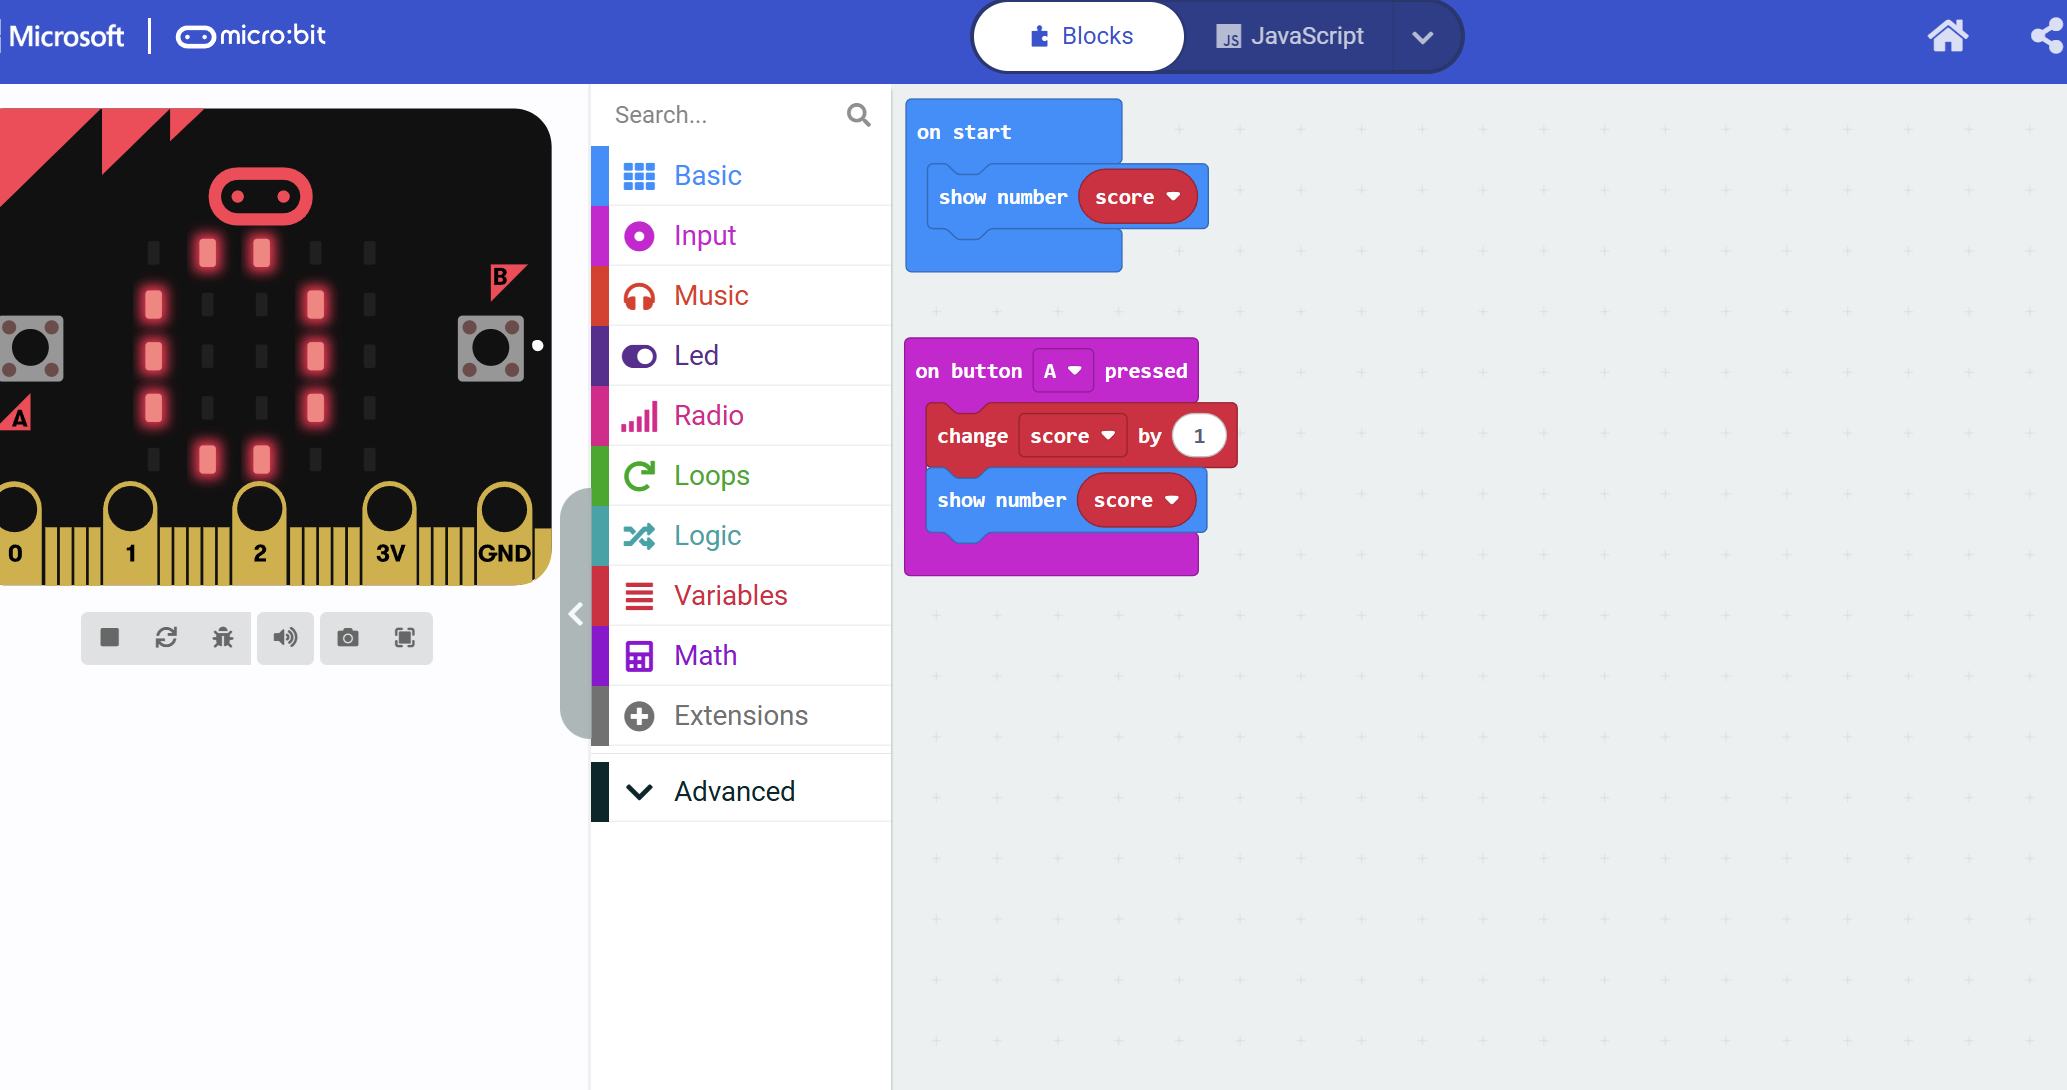 Microsoft micro:bit
Blocks
JS JavaScript
B
A
0 1 2 3V GND
Search...
Basic
Input
Music
Led
Radio
Loops
Logic
Variables
Math
Extensions
Advanced
on start
show number score
on button A pressed
change score by 1
show number score